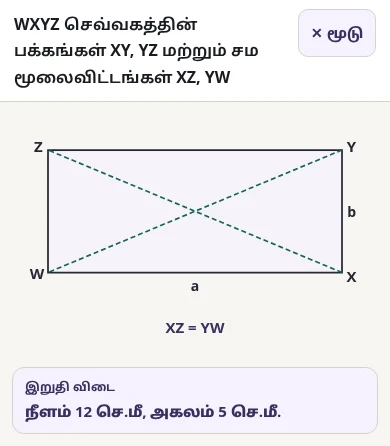 WXYZ செவ்வகத்தின்
பக்கங்கள் XY, YZ மற்றும் சம
மூலைவிட்டங்கள் XZ, YW
× மூடு
Z
Y
b
W
X
a
XZ = YW
இறுதி விடை
நீளம் 12 செ.மீ, அகலம் 5 செ.மீ.